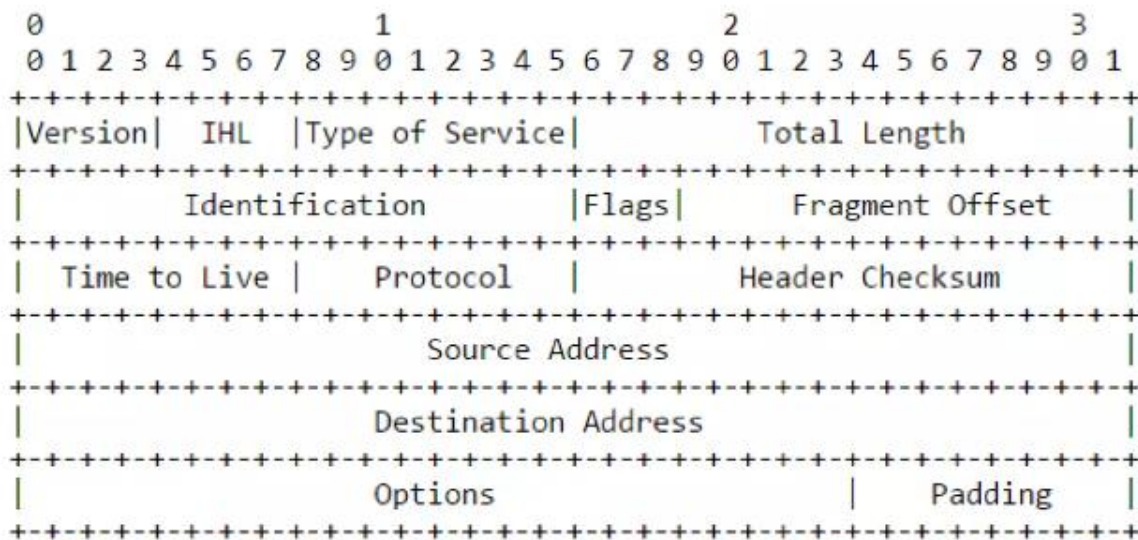 0                   1                   2                   3
 0 1 2 3 4 5 6 7 8 9 0 1 2 3 4 5 6 7 8 9 0 1 2 3 4 5 6 7 8 9 0 1
+-+-+-+-+-+-+-+-+-+-+-+-+-+-+-+-+-+-+-+-+-+-+-+-+-+-+-+-+-+-+-+-+
|Version|  IHL  |Type of Service|          Total Length         |
+-+-+-+-+-+-+-+-+-+-+-+-+-+-+-+-+-+-+-+-+-+-+-+-+-+-+-+-+-+-+-+-+
|         Identification        |Flags|      Fragment Offset    |
+-+-+-+-+-+-+-+-+-+-+-+-+-+-+-+-+-+-+-+-+-+-+-+-+-+-+-+-+-+-+-+-+
|  Time to Live |    Protocol   |         Header Checksum       |
+-+-+-+-+-+-+-+-+-+-+-+-+-+-+-+-+-+-+-+-+-+-+-+-+-+-+-+-+-+-+-+-+
|                       Source Address                          |
+-+-+-+-+-+-+-+-+-+-+-+-+-+-+-+-+-+-+-+-+-+-+-+-+-+-+-+-+-+-+-+-+
|                    Destination Address                        |
+-+-+-+-+-+-+-+-+-+-+-+-+-+-+-+-+-+-+-+-+-+-+-+-+-+-+-+-+-+-+-+-+
|                    Options                    |    Padding    |
+-+-+-+-+-+-+-+-+-+-+-+-+-+-+-+-+-+-+-+-+-+-+-+-+-+-+-+-+-+-+-+-+